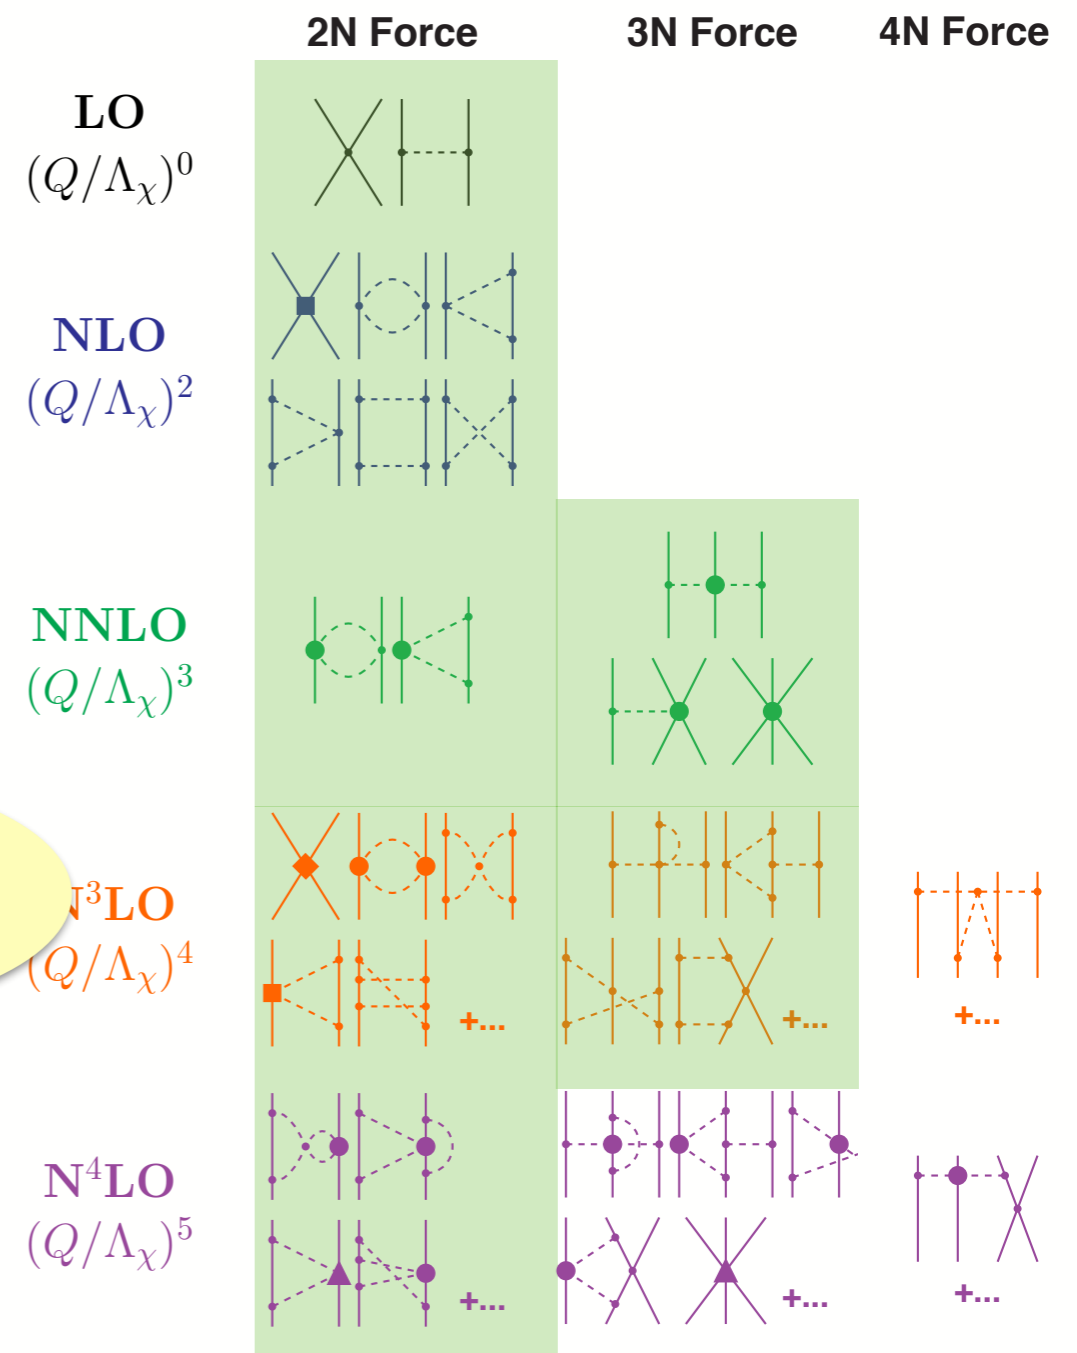 2N Force 3N Force 4N Force
LO
(Q/Λχ)⁰
NLO
(Q/Λχ)²
NNLO
(Q/Λχ)³
N³LO
(Q/Λχ)⁴
+... +... +...
N⁴LO
(Q/Λχ)⁵
+... +... +...